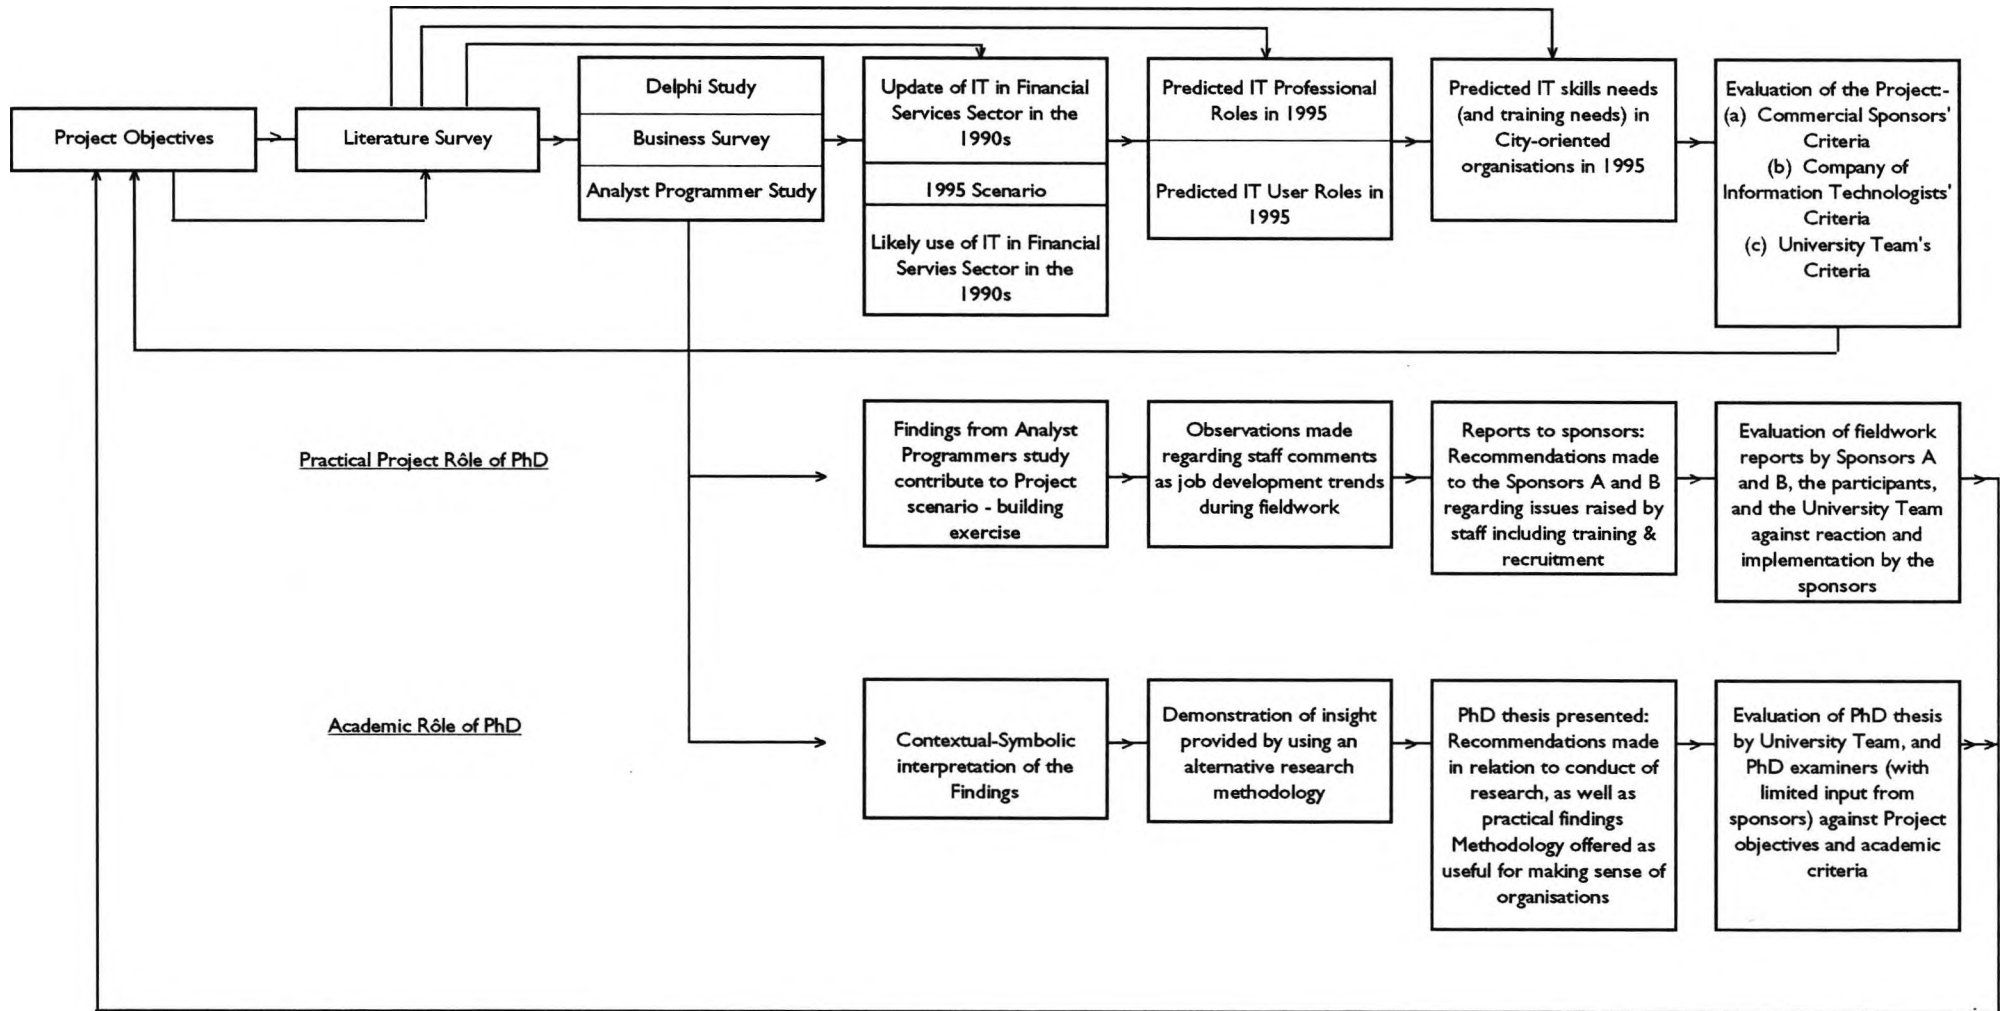 Project Objectives
Literature Survey
Delphi Study
Business Survey
Analyst Programmer Study
Update of IT in Financial
Services Sector in the
1990s
1995 Scenario
Likely use of IT in Financial
Servies Sector in the
1990s
Predicted IT Professional
Roles in 1995
Predicted IT User Roles in
1995
Predicted IT skills needs
(and training needs) in
City-oriented
organisations in 1995
Evaluation of the Project:-
(a) Commercial Sponsors'
Criteria
(b) Company of
Information Technologists'
Criteria
(c) University Team's
Criteria
Practical Project Rôle of PhD
Findings from Analyst
Programmers study
contribute to Project
scenario - building
exercise
Observations made
regarding staff comments
as job development trends
during fieldwork
Reports to sponsors:
Recommendations made
to the Sponsors A and B
regarding issues raised by
staff including training &
recruitment
Evaluation of fieldwork
reports by Sponsors A
and B, the participants,
and the University Team
against reaction and
implementation by the
sponsors
Academic Rôle of PhD
Contextual-Symbolic
interpretation of the
Findings
Demonstration of insight
provided by using an
alternative research
methodology
PhD thesis presented:
Recommendations made
in relation to conduct of
research, as well as
practical findings
Methodology offered as
useful for making sense of
organisations
Evaluation of PhD thesis
by University Team, and
PhD examiners (with
limited input from
sponsors) against Project
objectives and academic
criteria